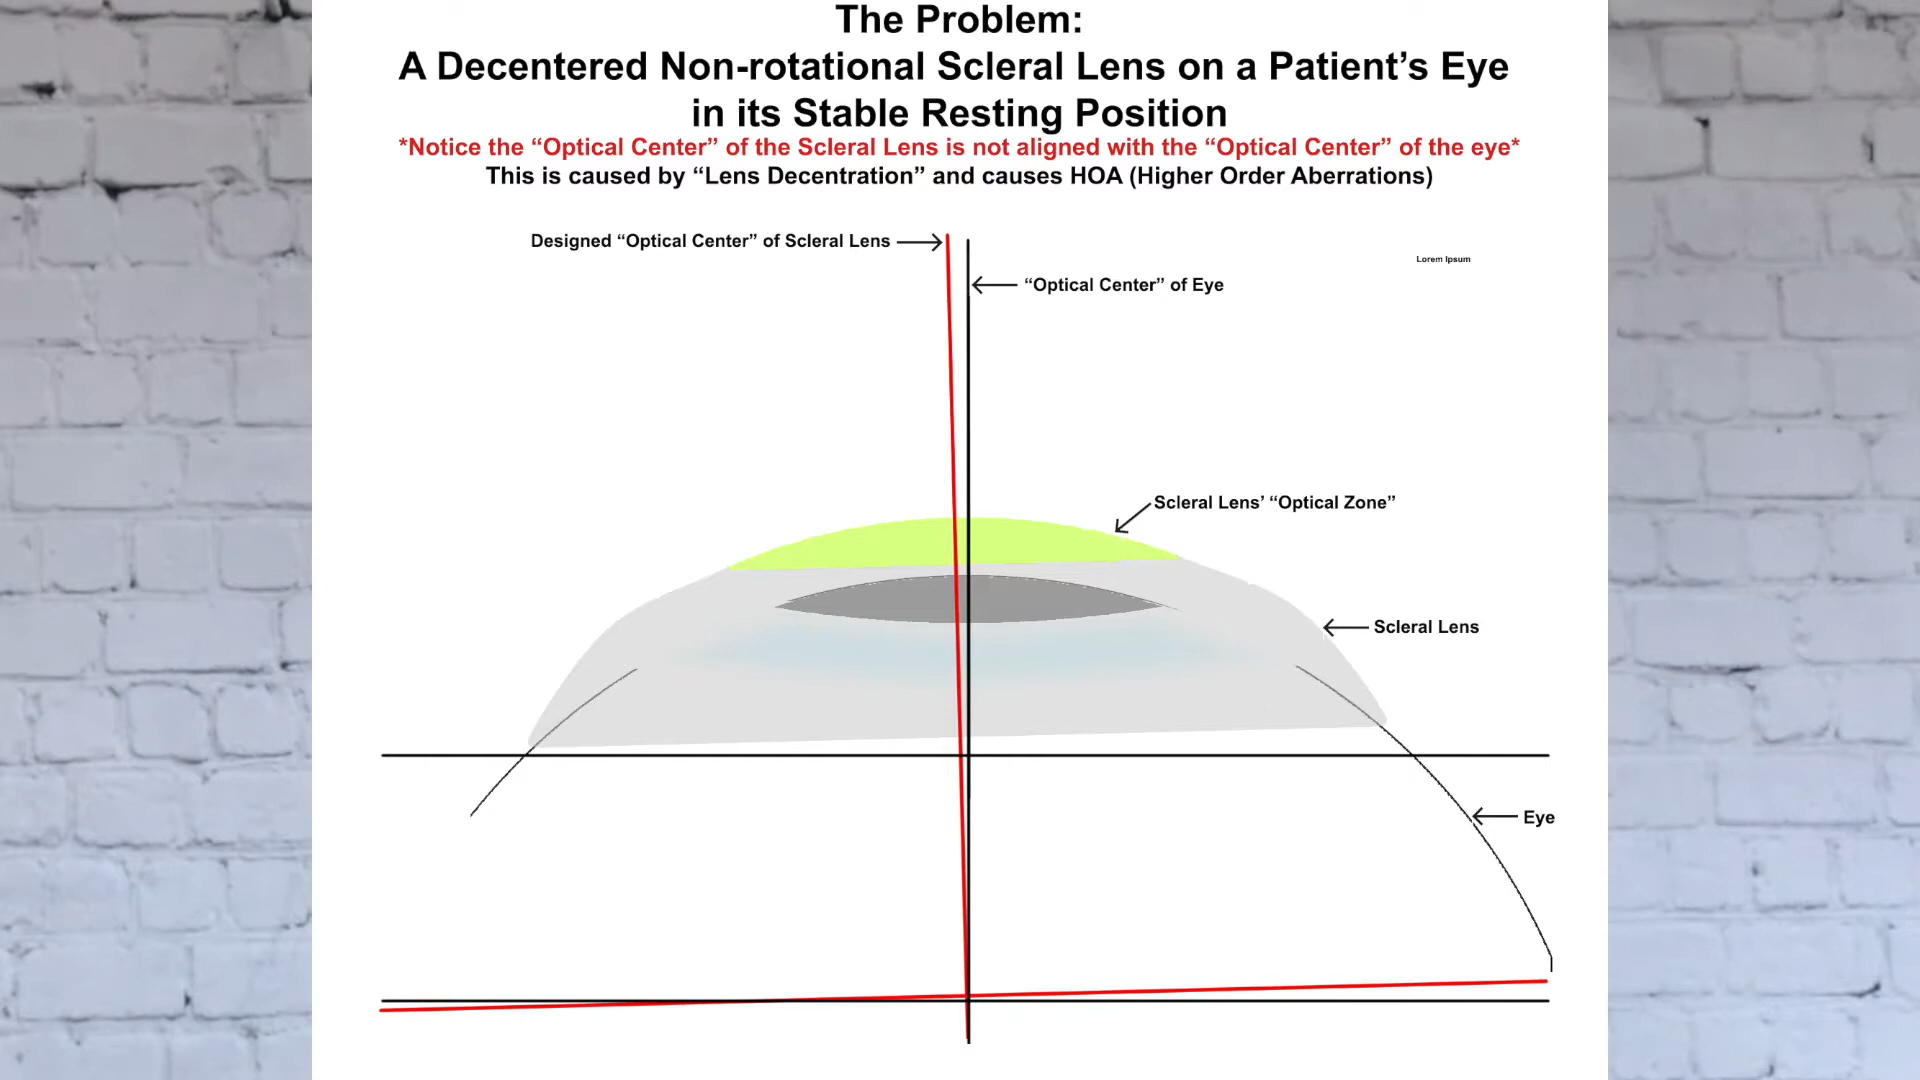 The Problem:
A Decentered Non-rotational Scleral Lens on a Patient’s Eye
in its Stable Resting Position
*Notice the “Optical Center” of the Scleral Lens is not aligned with the “Optical Center” of the eye*
This is caused by “Lens Decentration” and causes HOA (Higher Order Aberrations)
Designed “Optical Center” of Scleral Lens
Lorem Ipsum
“Optical Center” of Eye
Scleral Lens’ “Optical Zone”
Scleral Lens
Eye